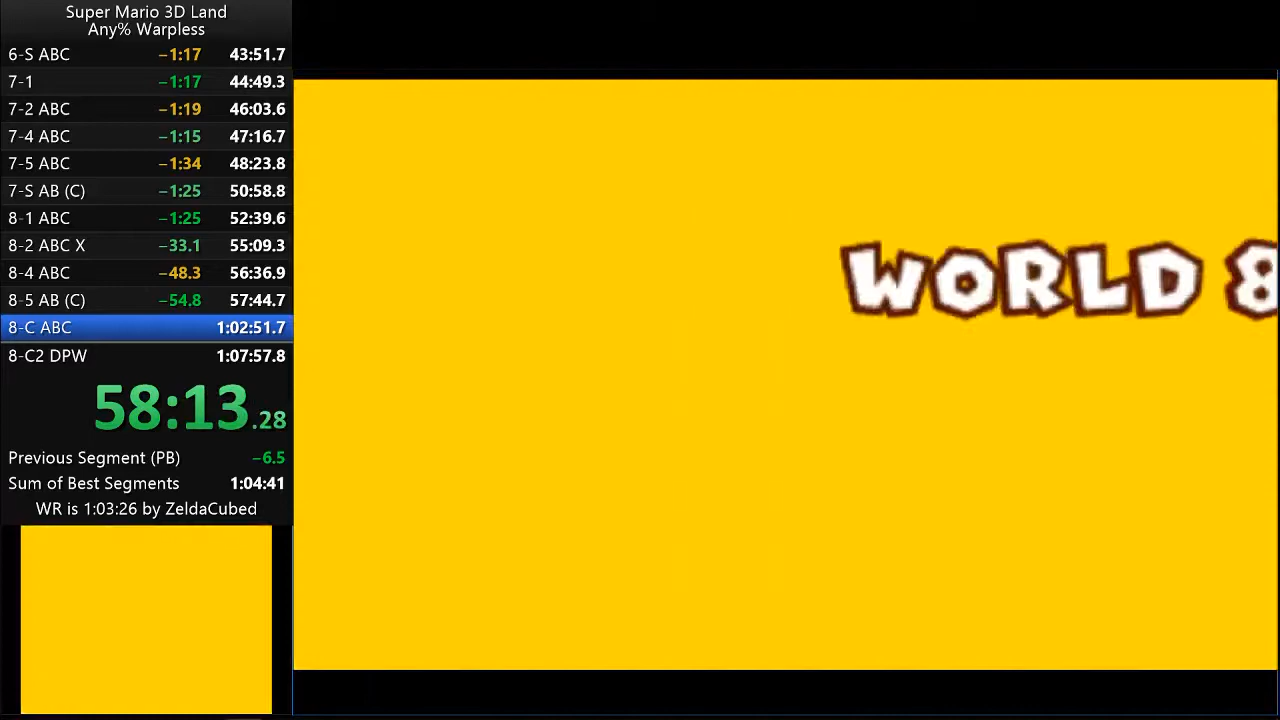 Super Mario 3D Land
Any% Warpless
6-S ABC −1:17 43:51.7
7-1 −1:17 44:49.3
7-2 ABC −1:19 46:03.6
7-4 ABC −1:15 47:16.7
7-5 ABC −1:34 48:23.8
7-S AB (C) −1:25 50:58.8
8-1 ABC −1:25 52:39.6
8-2 ABC X −33.1 55:09.3
8-4 ABC −48.3 56:36.9
8-5 AB (C) −54.8 57:44.7
8-C ABC 1:02:51.7
8-C2 DPW 1:07:57.8
58:13.28
Previous Segment (PB) −6.5
Sum of Best Segments 1:04:41
WR is 1:03:26 by ZeldaCubed
WORLD 8